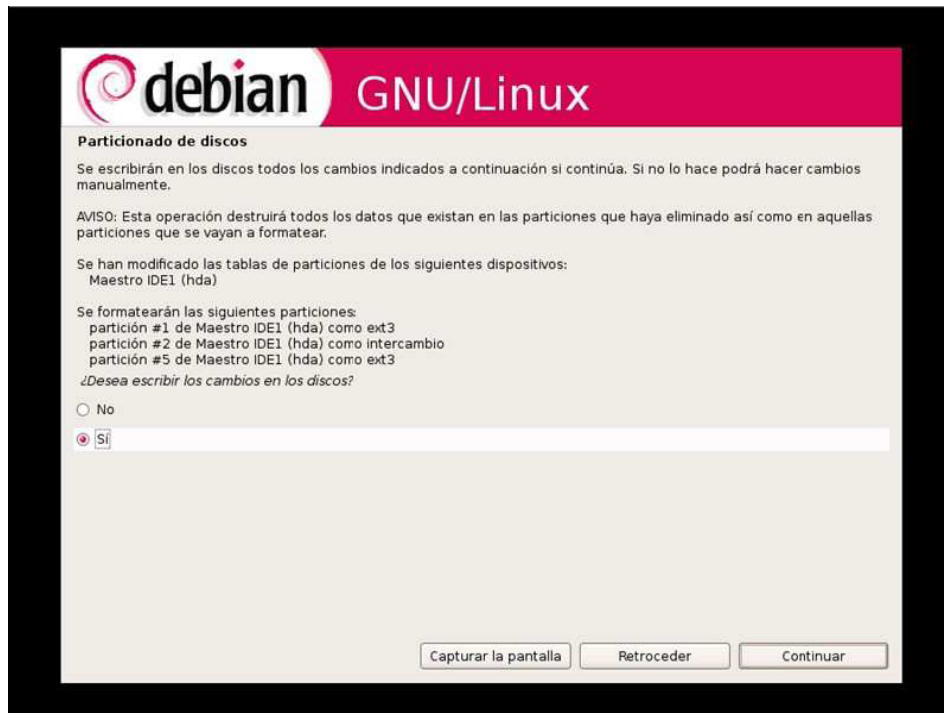 debian GNU/Linux
Particionado de discos
Se escribirán en los discos todos los cambios indicados a continuación si continúa. Si no lo hace podrá hacer cambios
manualmente.
AVISO: Esta operación destruirá todos los datos que existan en las particiones que haya eliminado así como en aquellas
particiones que se vayan a formatear.
Se han modificado las tablas de particiones de los siguientes dispositivos:
Maestro IDE1 (hda)
Se formatearán las siguientes particiones:
partición #1 de Maestro IDE1 (hda) como ext3
partición #2 de Maestro IDE1 (hda) como intercambio
partición #5 de Maestro IDE1 (hda) como ext3
¿Desea escribir los cambios en los discos?
No
Sí
Capturar la pantalla Retroceder Continuar